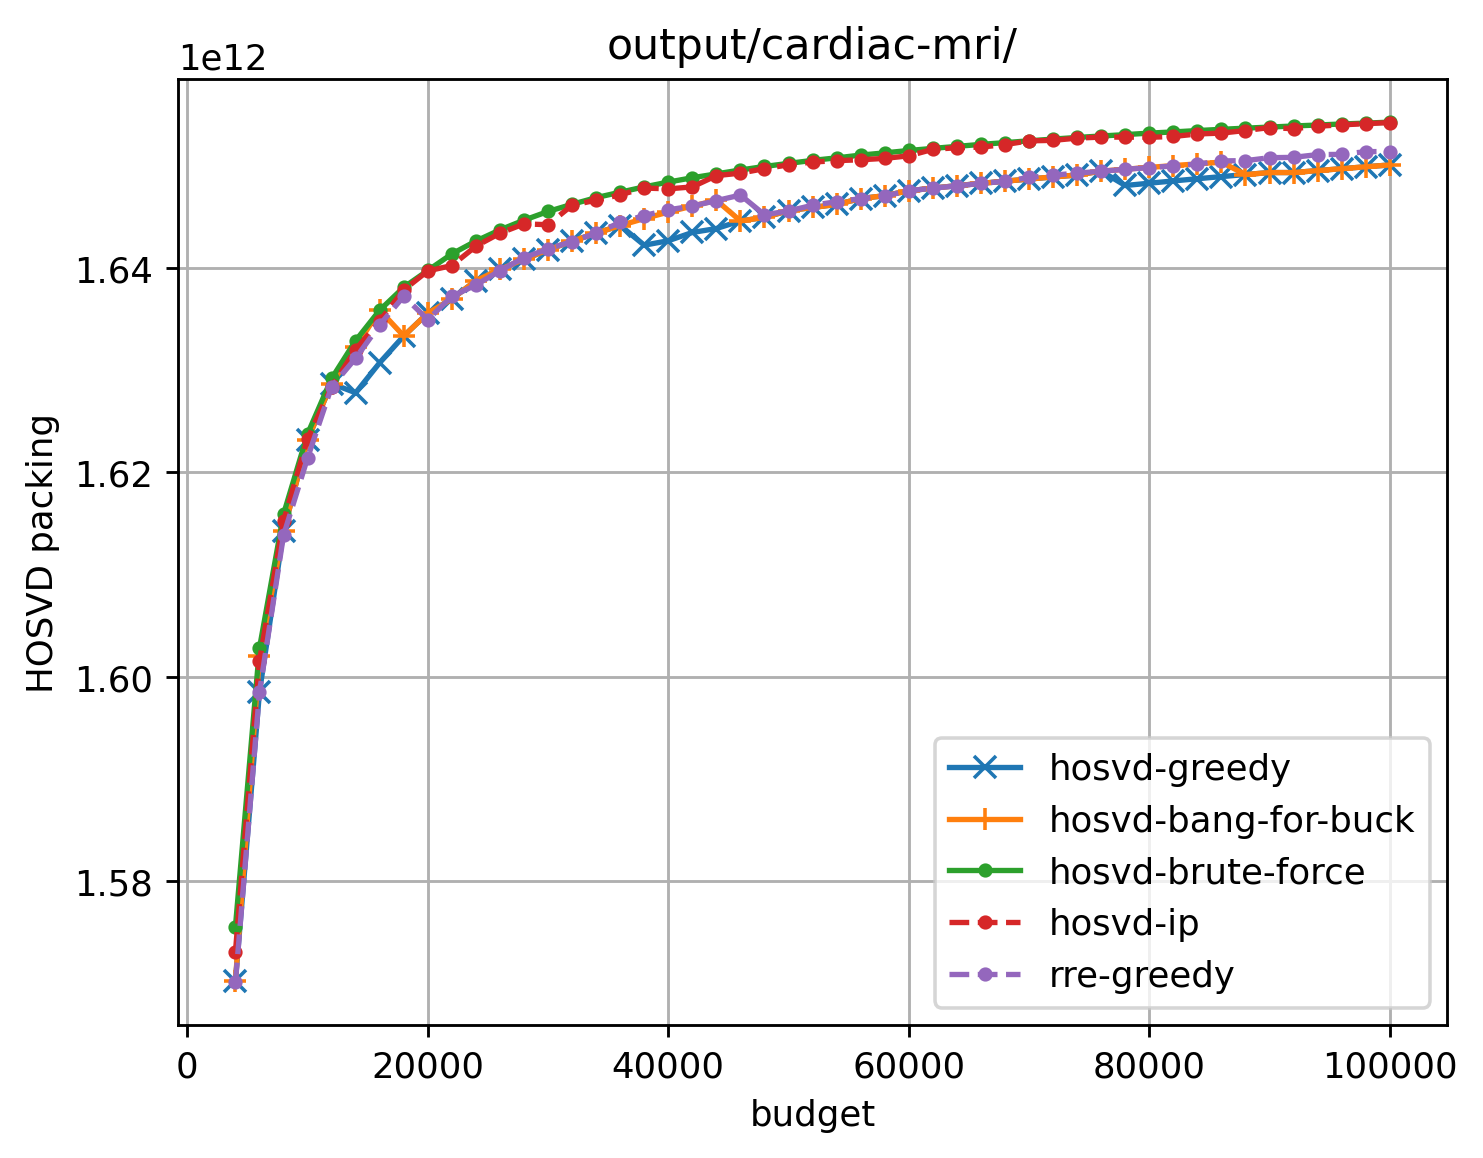 output/cardiac-mri/
1e12
1.64
1.62
1.60
1.58
HOSVD packing
0 20000 40000 60000 80000 100000
budget
hosvd-greedy
hosvd-bang-for-buck
hosvd-brute-force
hosvd-ip
rre-greedy